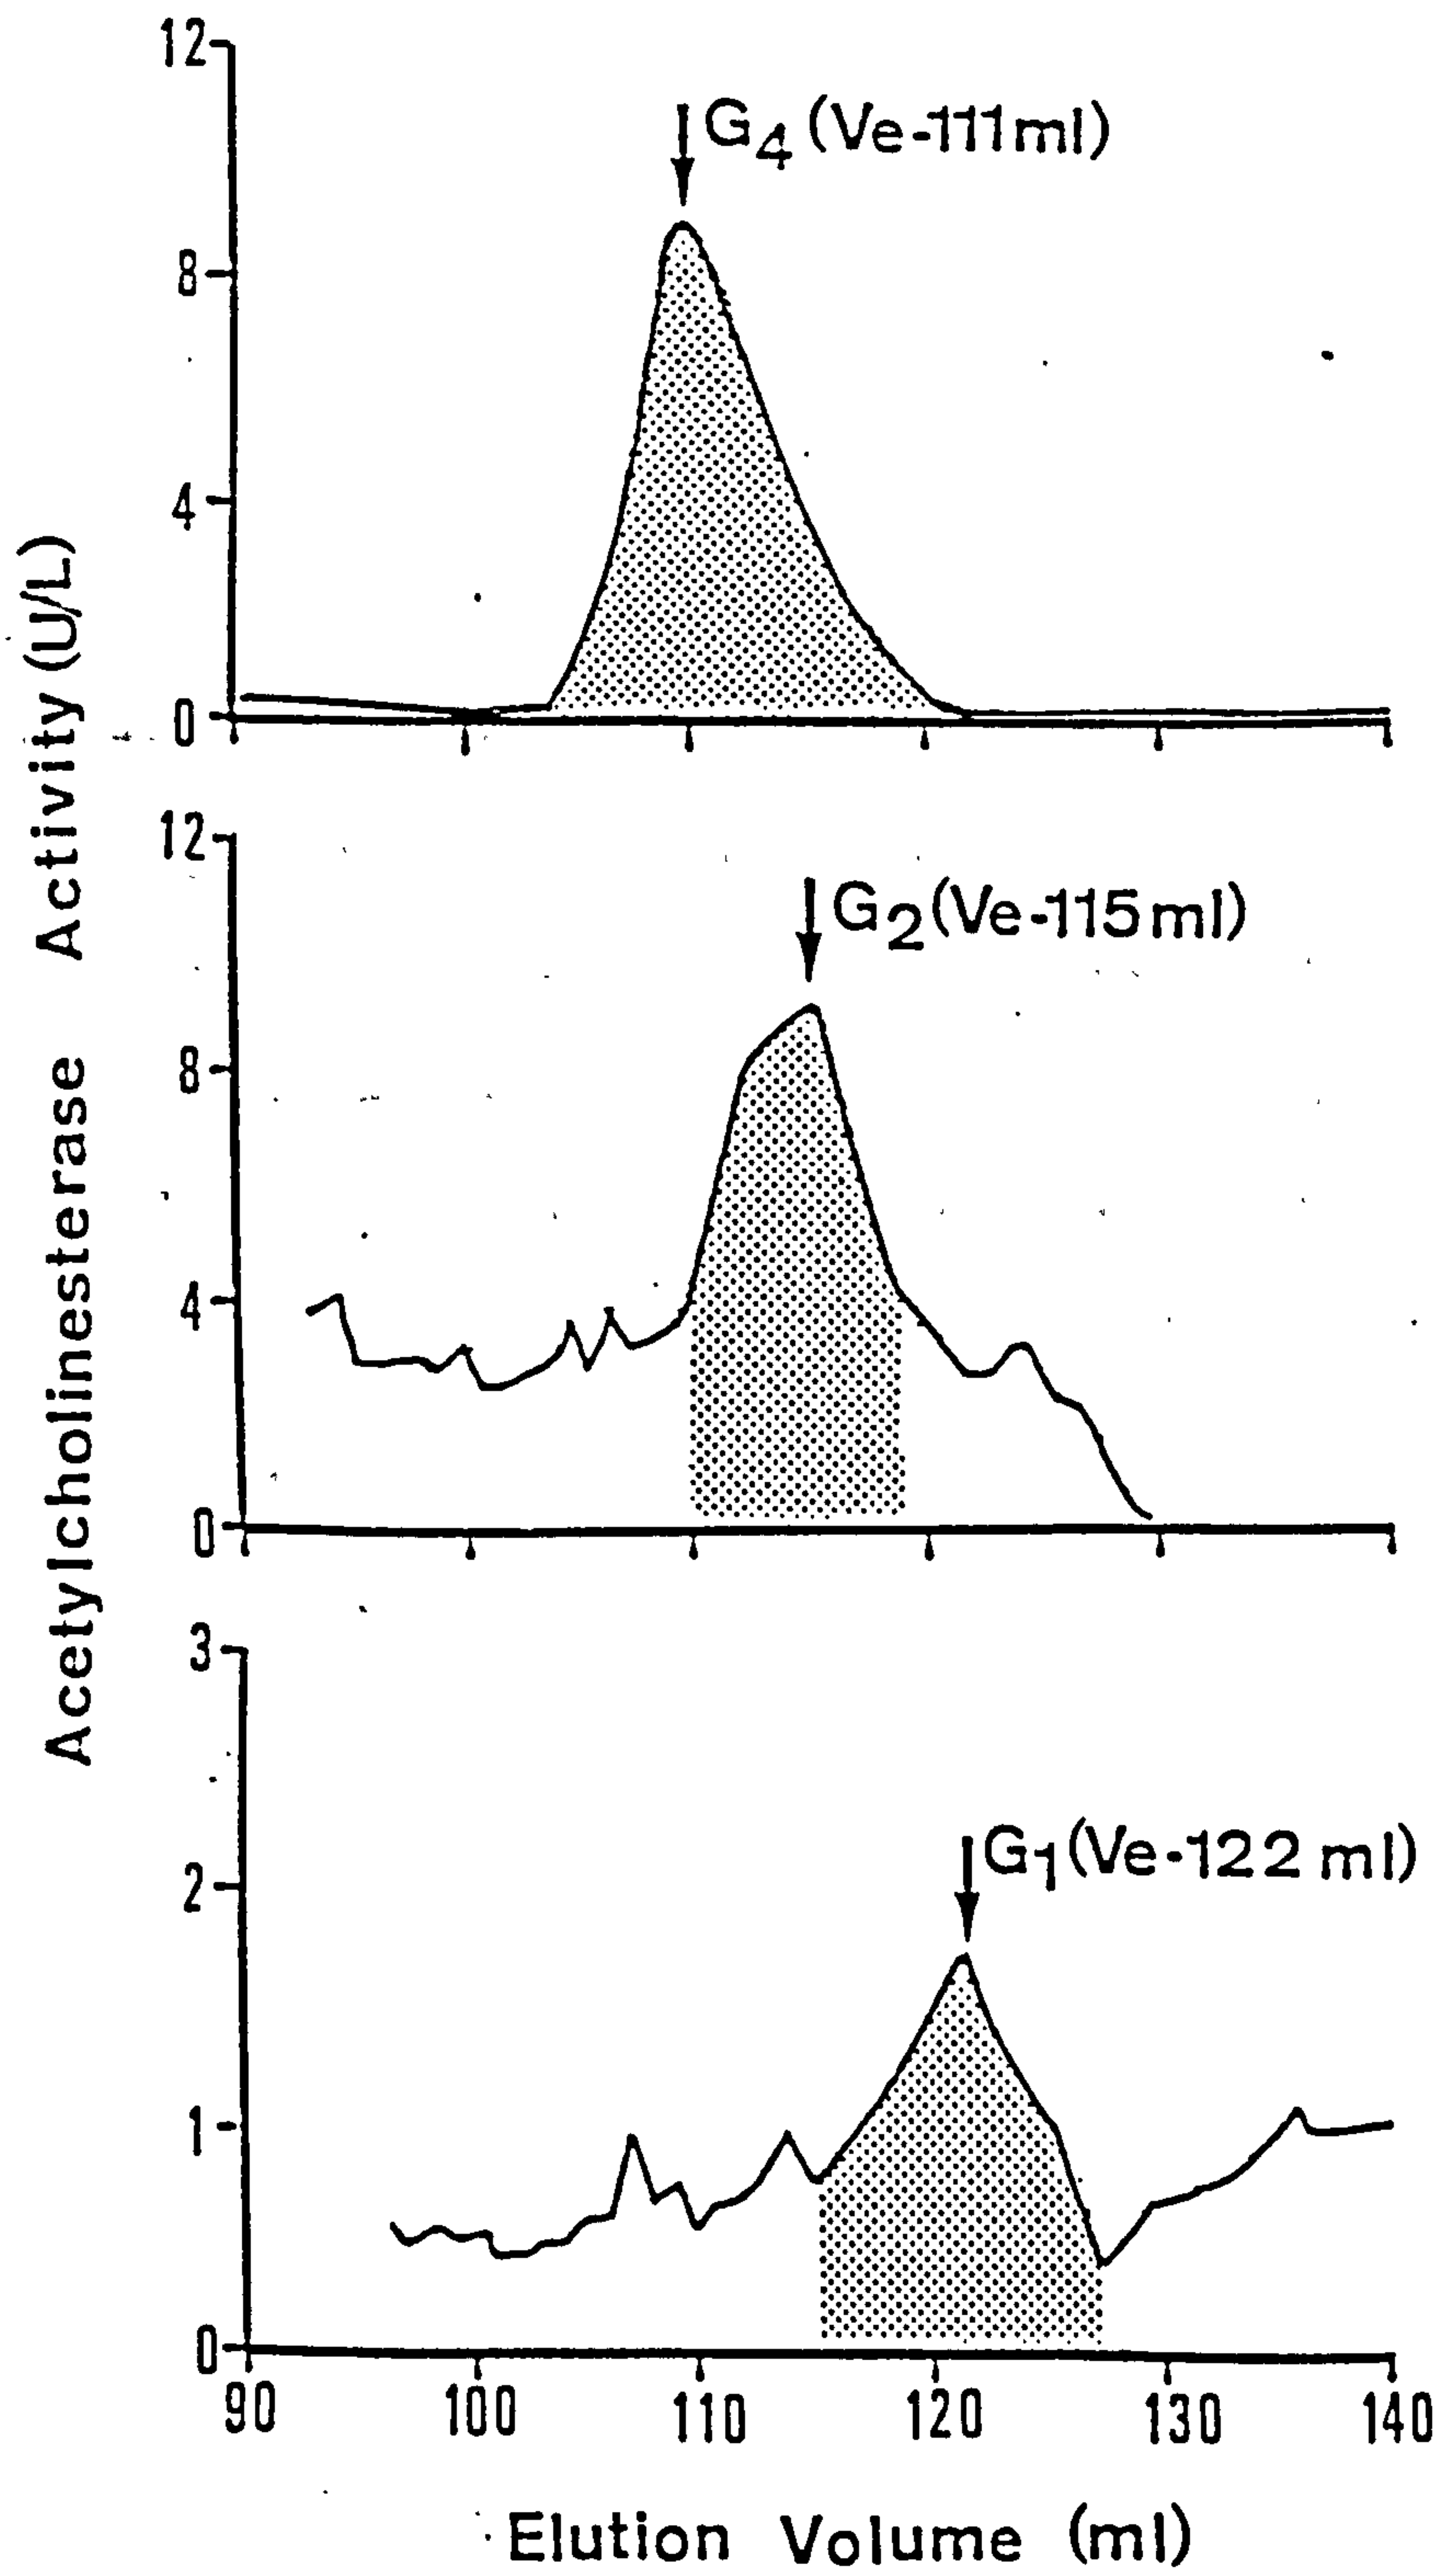 Acetylcholinesterase Activity (U/L)
12
8
4
0
G4 (Ve-111ml)
12
8
4
0
G2 (Ve-115ml)
3
2
1
0
G1 (Ve-122 ml)
90 100 110 120 130 140
Elution Volume (ml)